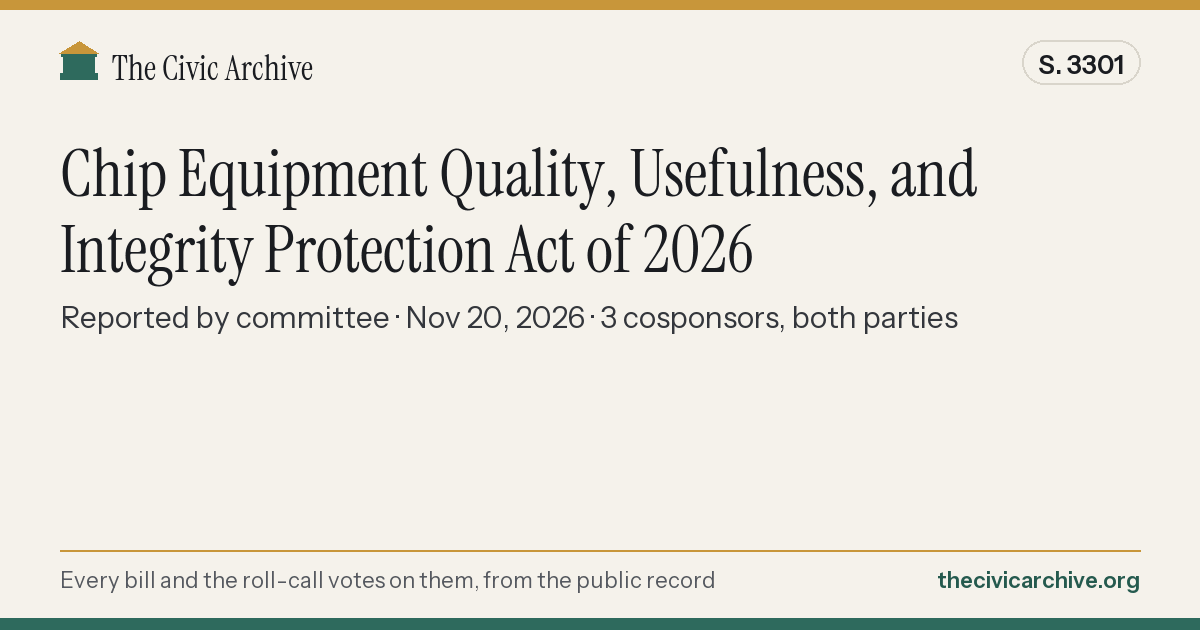 The Civic Archive
S. 3301
Chip Equipment Quality, Usefulness, and
Integrity Protection Act of 2026
Reported by committee · Nov 20, 2026 · 3 cosponsors, both parties
Every bill and the roll-call votes on them, from the public record
thecivicarchive.org